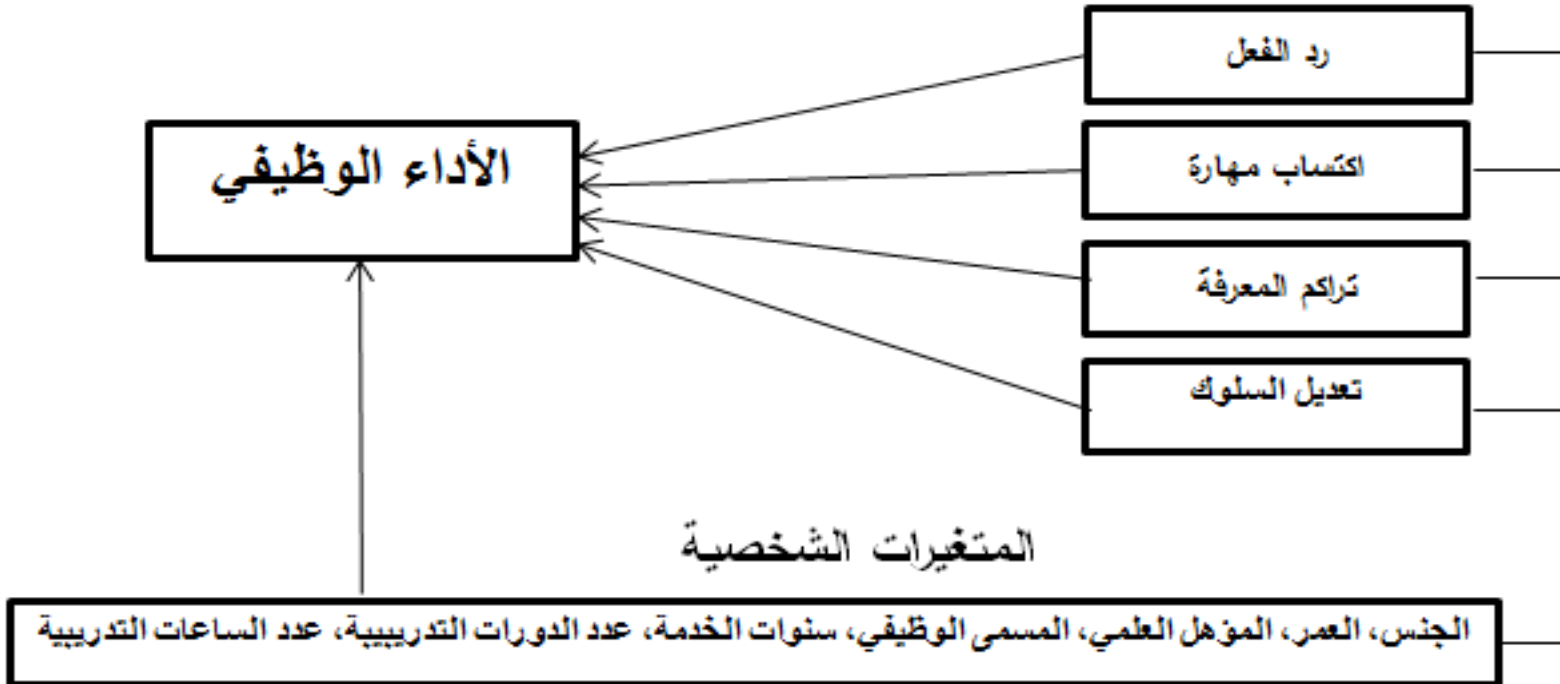 رد الفعل
اكتساب مهارة
تراكم المعرفة
تعديل السلوك
الأداء الوظيفي
المتغيرات الشخصية
الجنس، العمر، المؤهل العلمي، المسمى الوظيفي، سنوات الخدمة، عدد الدورات التدريبيية، عدد الساعات التدريبية